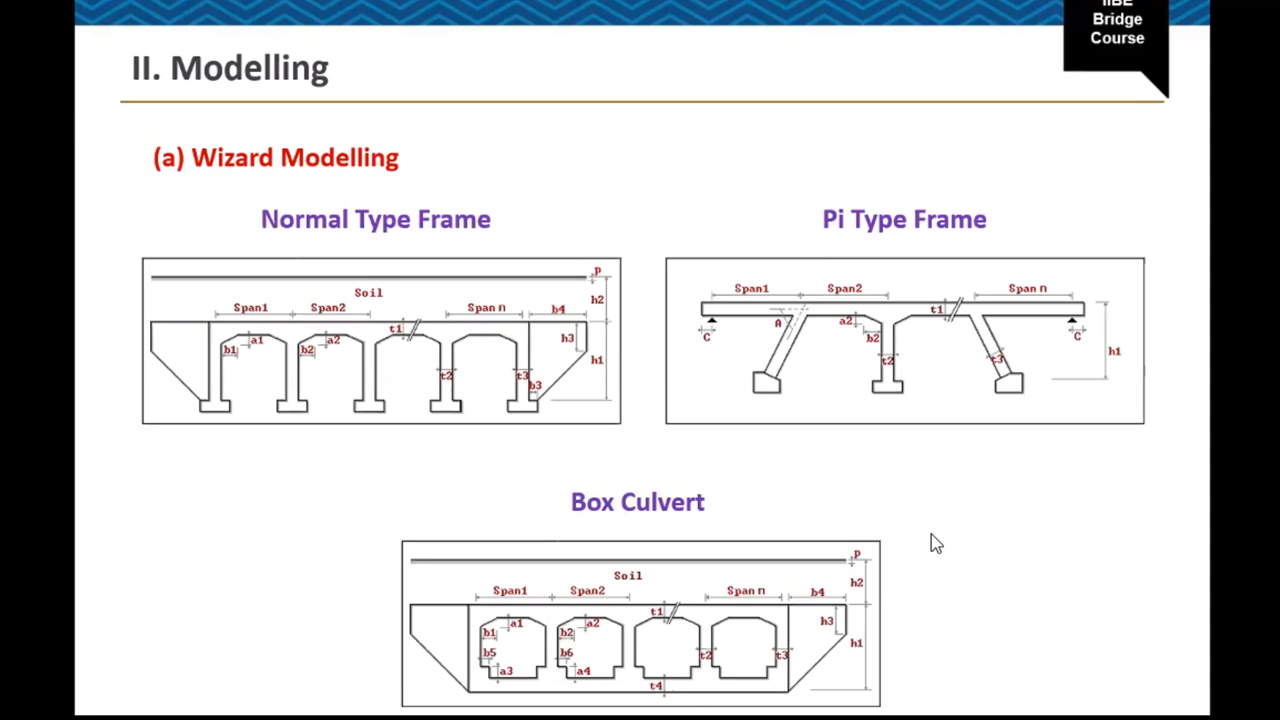 IIBE
Bridge
Course
II. Modelling
(a) Wizard Modelling
Normal Type Frame
p
Soil
h2
Span1 Span2 Span n b4
t1
a1 a2 h3
b1 b2 h1
t2 t3
b3
Pi Type Frame
Span1 Span2 Span n
t1
A a2
C b2 C
h1
t2 t3
Box Culvert
p
Soil
h2
Span1 Span2 Span n b4
t1
a1 a2 h3
b1 b2
h1
b5 b6 t2 t3
a3 a4
t4